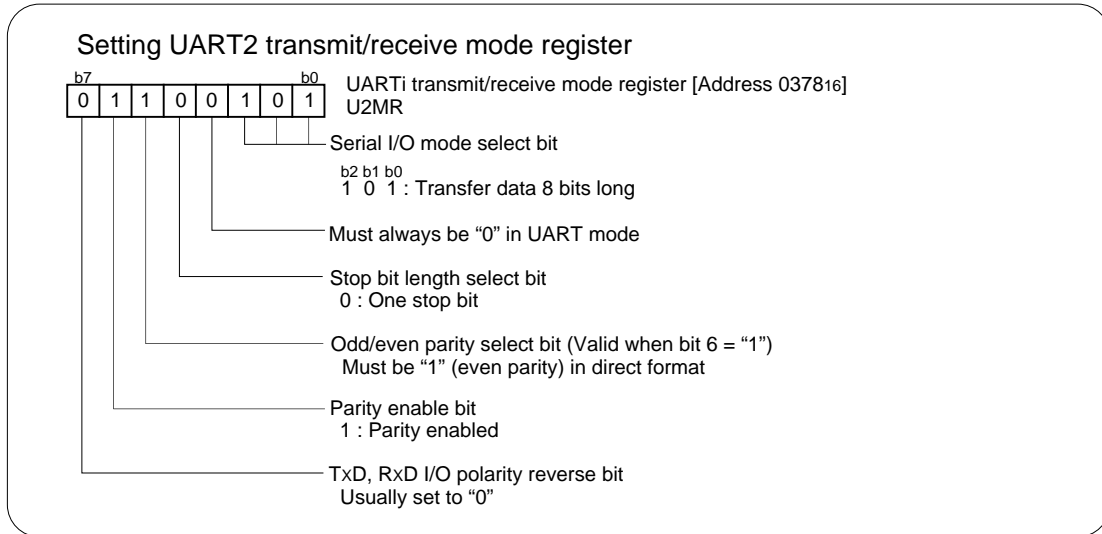 Setting UART2 transmit/receive mode register
b7 b0
0 1 1 0 0 1 0 1
UARTi transmit/receive mode register [Address 037816]
U2MR
Serial I/O mode select bit
b2 b1 b0
1 0 1 : Transfer data 8 bits long
Must always be “0” in UART mode
Stop bit length select bit
0 : One stop bit
Odd/even parity select bit (Valid when bit 6 = “1”)
Must be “1” (even parity) in direct format
Parity enable bit
1 : Parity enabled
TXD, RXD I/O polarity reverse bit
Usually set to “0”